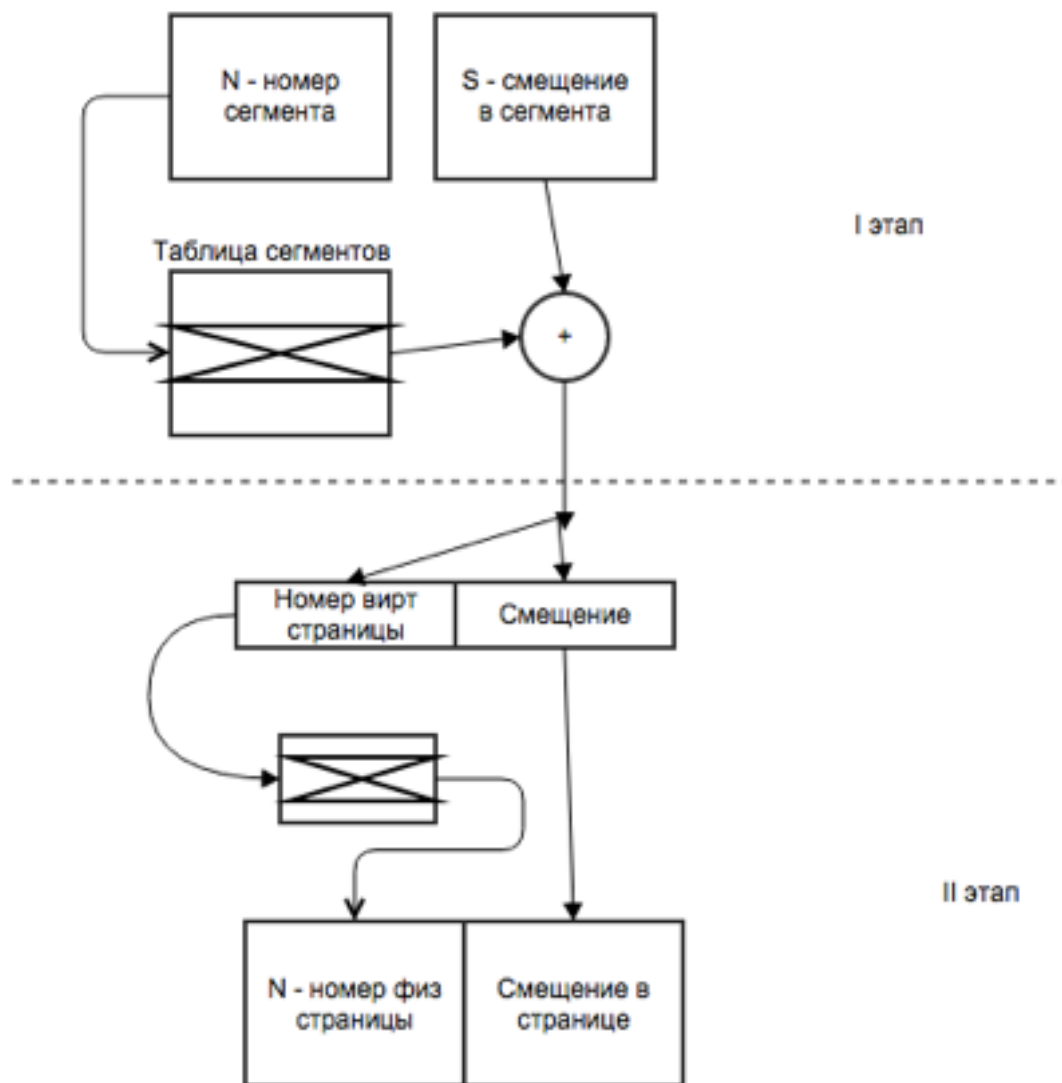 N - номер
сегмента
S - смещение
в сегмента
I этап
Таблица сегментов
+
Номер вирт
страницы
Смещение
II этап
N - номер физ
страницы
Смещение в
странице